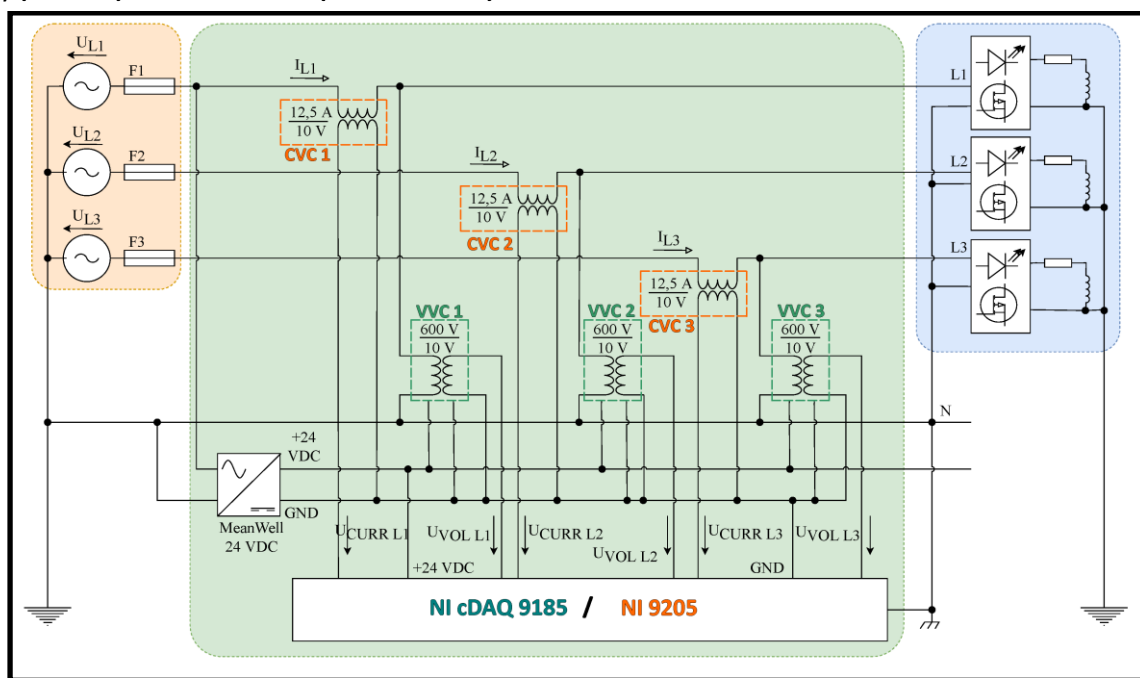 UL1
F1
IL1
12,5 A
10 V
CVC 1
L1
UL2
F2
IL2
12,5 A
10 V
CVC 2
L2
UL3
F3
IL3
12,5 A
10 V
CVC 3
L3
VVC 1
600 V
10 V
VVC 2
600 V
10 V
VVC 3
600 V
10 V
N
+24
VDC
GND
MeanWell
24 VDC
UCURR L1
UVOL L1
UCURR L2
UVOL L2
UCURR L3
UVOL L3
+24 VDC
GND
NI cDAQ 9185 / NI 9205